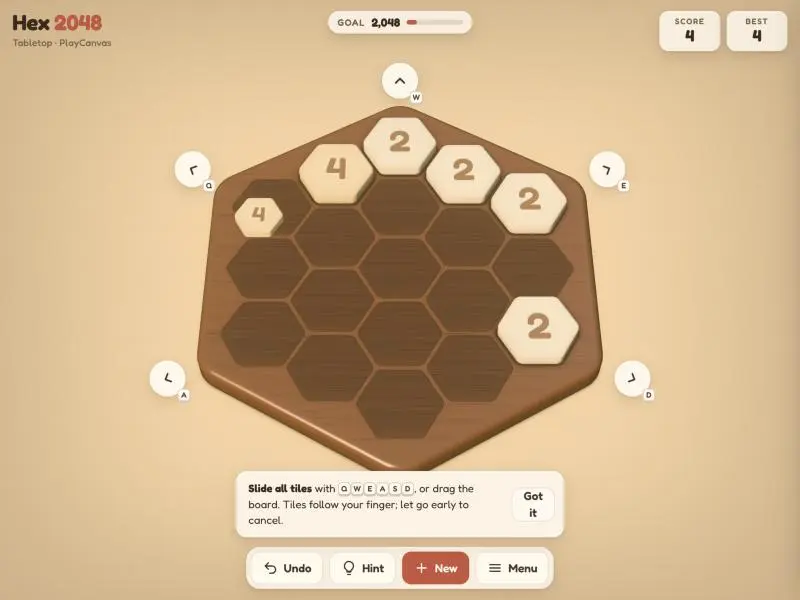 Hex 2048
Tabletop · PlayCanvas
GOAL 2,048
SCORE
4
BEST
4
W
Q
E
2
4
2
2
4
2
A
D
Slide all tiles with Q W E A S D, or drag the
board. Tiles follow your finger; let go early to
cancel.
Got
it
Undo
Hint
New
Menu